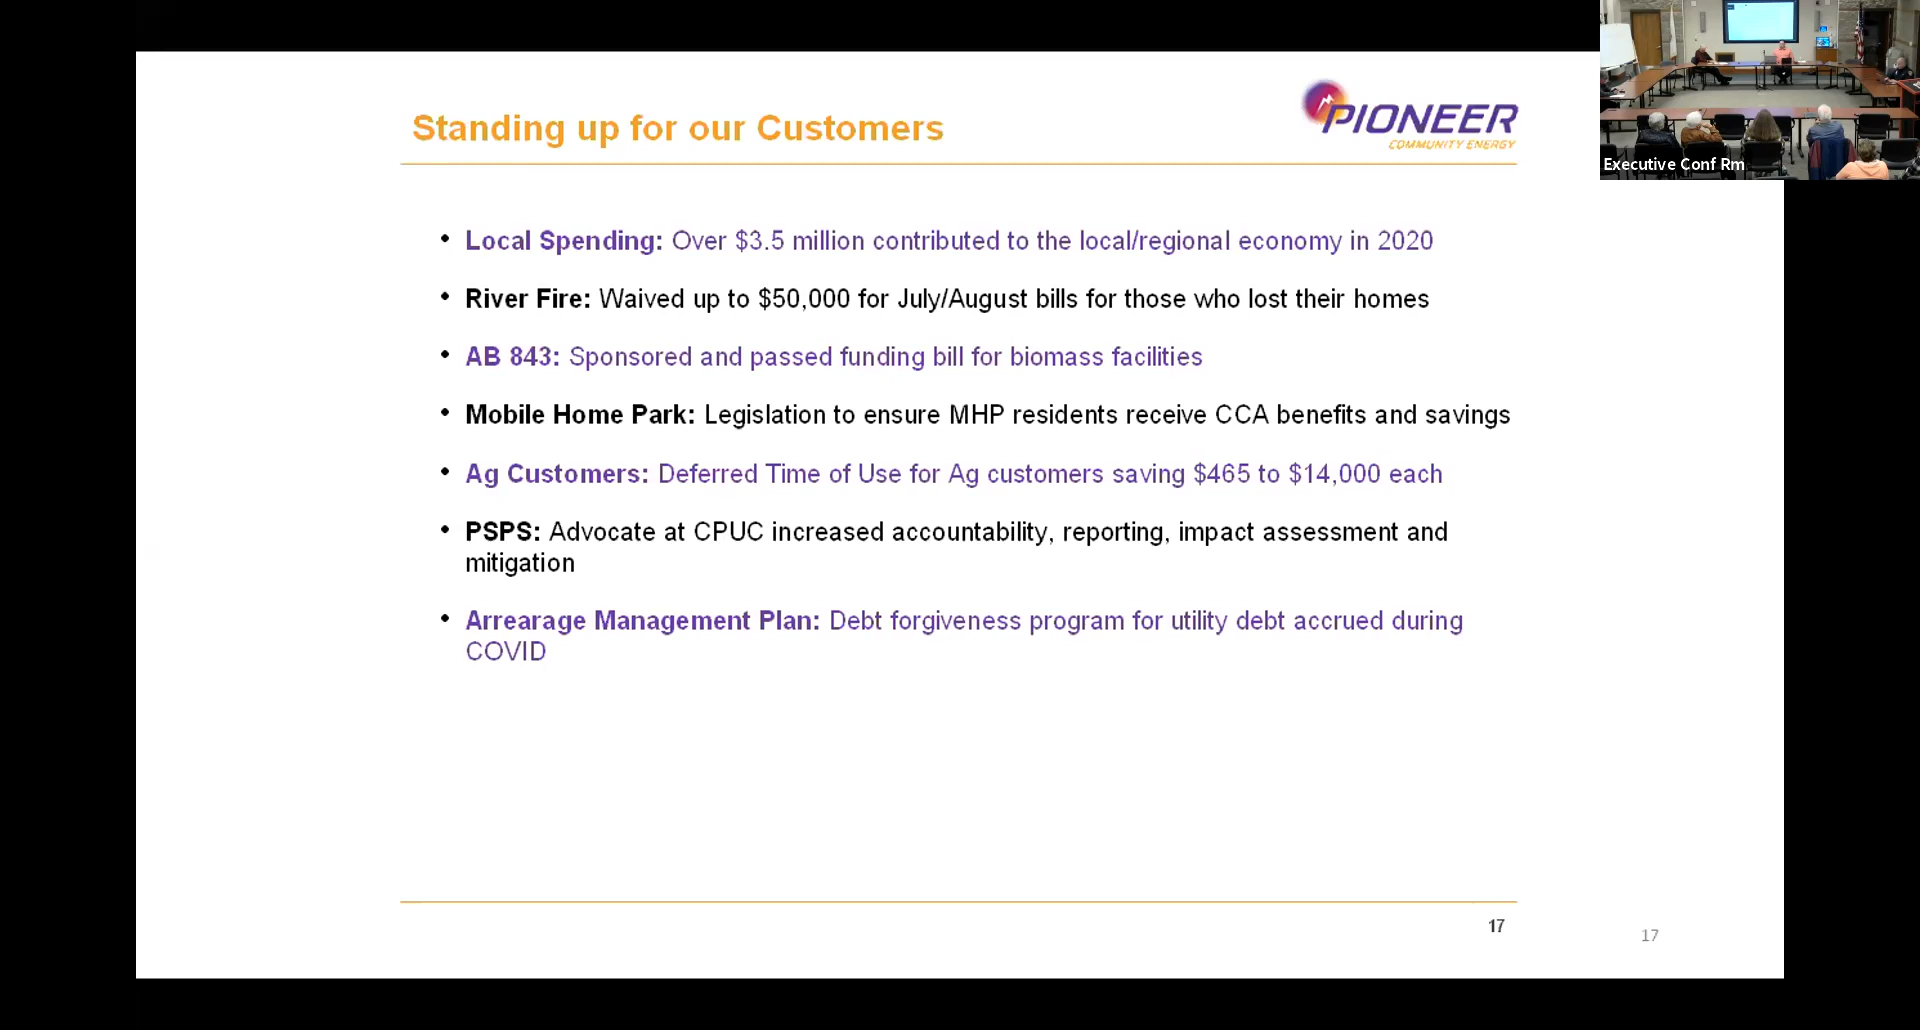 Standing up for our Customers
PIONEER
COMMUNITY ENERGY
Executive Conf Rm
• Local Spending: Over $3.5 million contributed to the local/regional economy in 2020
• River Fire: Waived up to $50,000 for July/August bills for those who lost their homes
• AB 843: Sponsored and passed funding bill for biomass facilities
• Mobile Home Park: Legislation to ensure MHP residents receive CCA benefits and savings
• Ag Customers: Deferred Time of Use for Ag customers saving $465 to $14,000 each
• PSPS: Advocate at CPUC increased accountability, reporting, impact assessment and
mitigation
• Arrearage Management Plan: Debt forgiveness program for utility debt accrued during
COVID
17
17